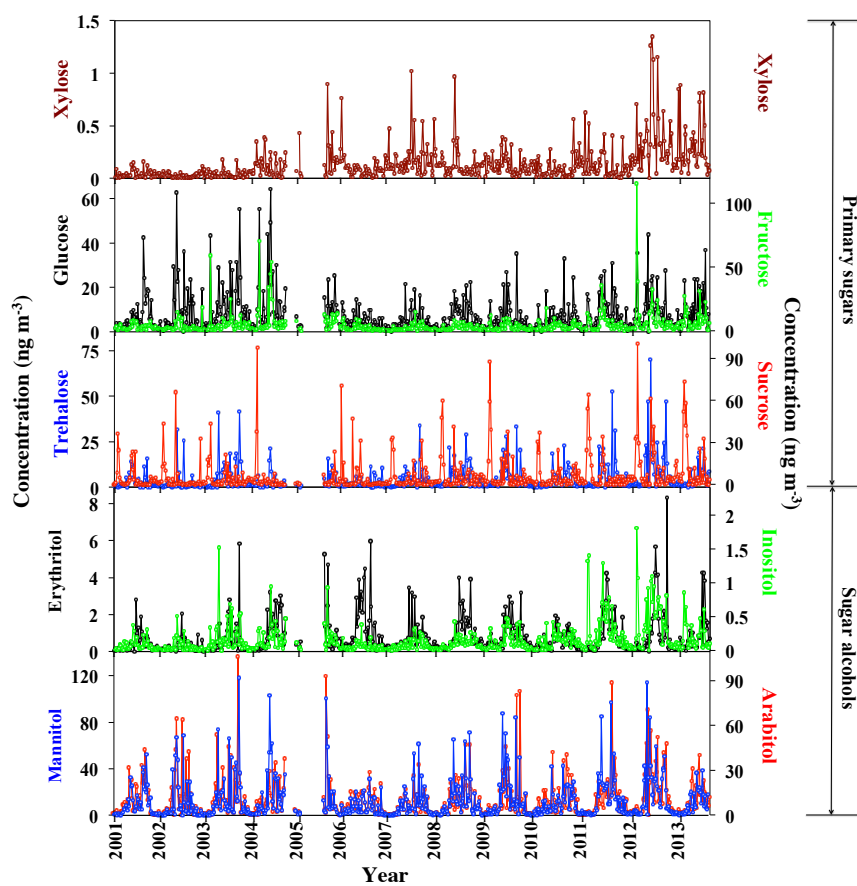 Concentration (ng m-3)
Xylose
1.5
1
0.5
0
Xylose
Glucose
60
40
20
0
100
50
0
Fructose
Trehalose
75
50
25
0
90
60
30
0
Sucrose
Erythritol
8
6
4
2
0
2
1.5
1
0.5
0
Inositol
Mannitol
120
80
40
0
90
60
30
0
Arabitol
Concentration (ng m-3)
Primary sugars
Sugar alcohols
2001 2002 2003 2004 2005 2006 2007 2008 2009 2010 2011 2012 2013
Year